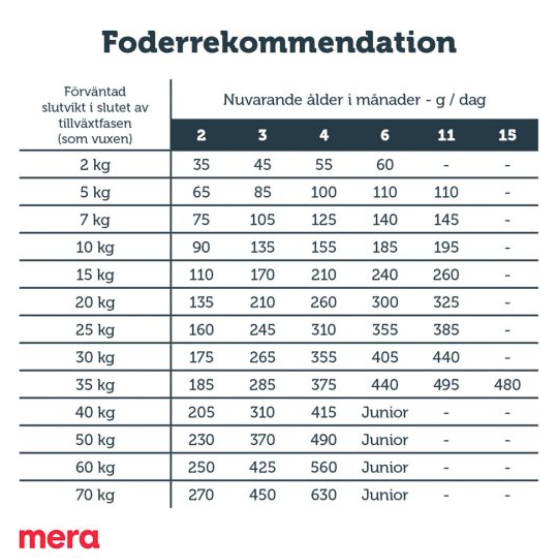 Foderrekommendation
Förväntad
slutvikt i slutet av
tillväxtfasen
(som vuxen)
Nuvarande ålder i månader - g / dag
2 3 4 6 11 15
2 kg 35 45 55 60 - -
5 kg 65 85 100 110 110 -
7 kg 75 105 125 140 145 -
10 kg 90 135 155 185 195 -
15 kg 110 170 210 240 260 -
20 kg 135 210 260 300 325 -
25 kg 160 245 310 355 385 -
30 kg 175 265 355 405 440 -
35 kg 185 285 375 440 495 480
40 kg 205 310 415 Junior - -
50 kg 230 370 490 Junior - -
60 kg 250 425 560 Junior - -
70 kg 270 450 630 Junior - -
mera